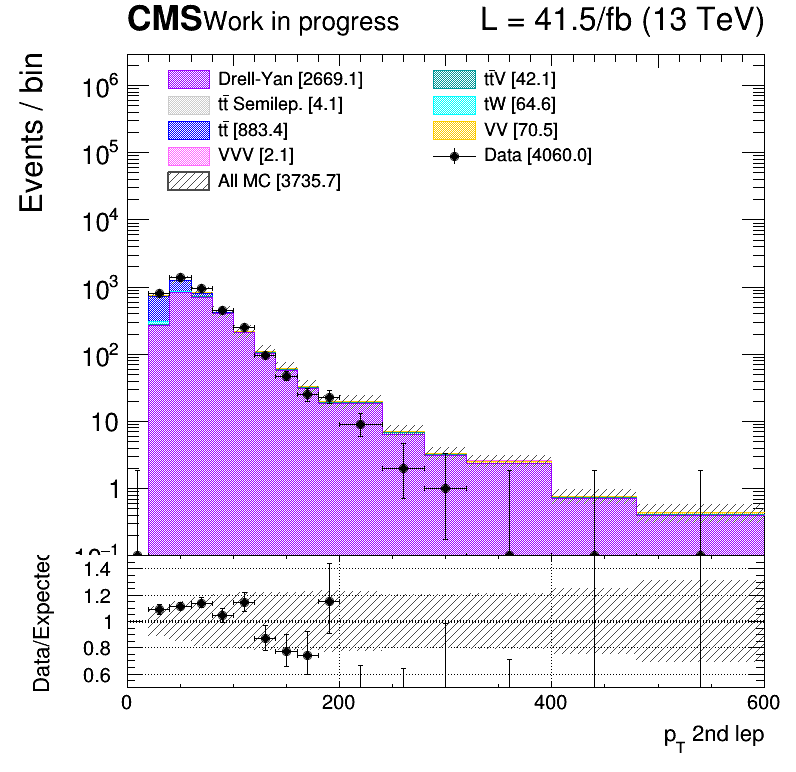 CMS Work in progress L = 41.5/fb (13 TeV)
Events / bin
Drell-Yan [2669.1]
tt̄ Semilep. [4.1]
tt̄ [883.4]
VVV [2.1]
All MC [3735.7]
tt̄V [42.1]
tW [64.6]
VV [70.5]
Data [4060.0]
10⁶
10⁵
10⁴
10³
10²
10
1
10⁻¹
Data/Expected
1.4
1.2
1
0.8
0.6
0 200 400 600
p_T 2nd lep